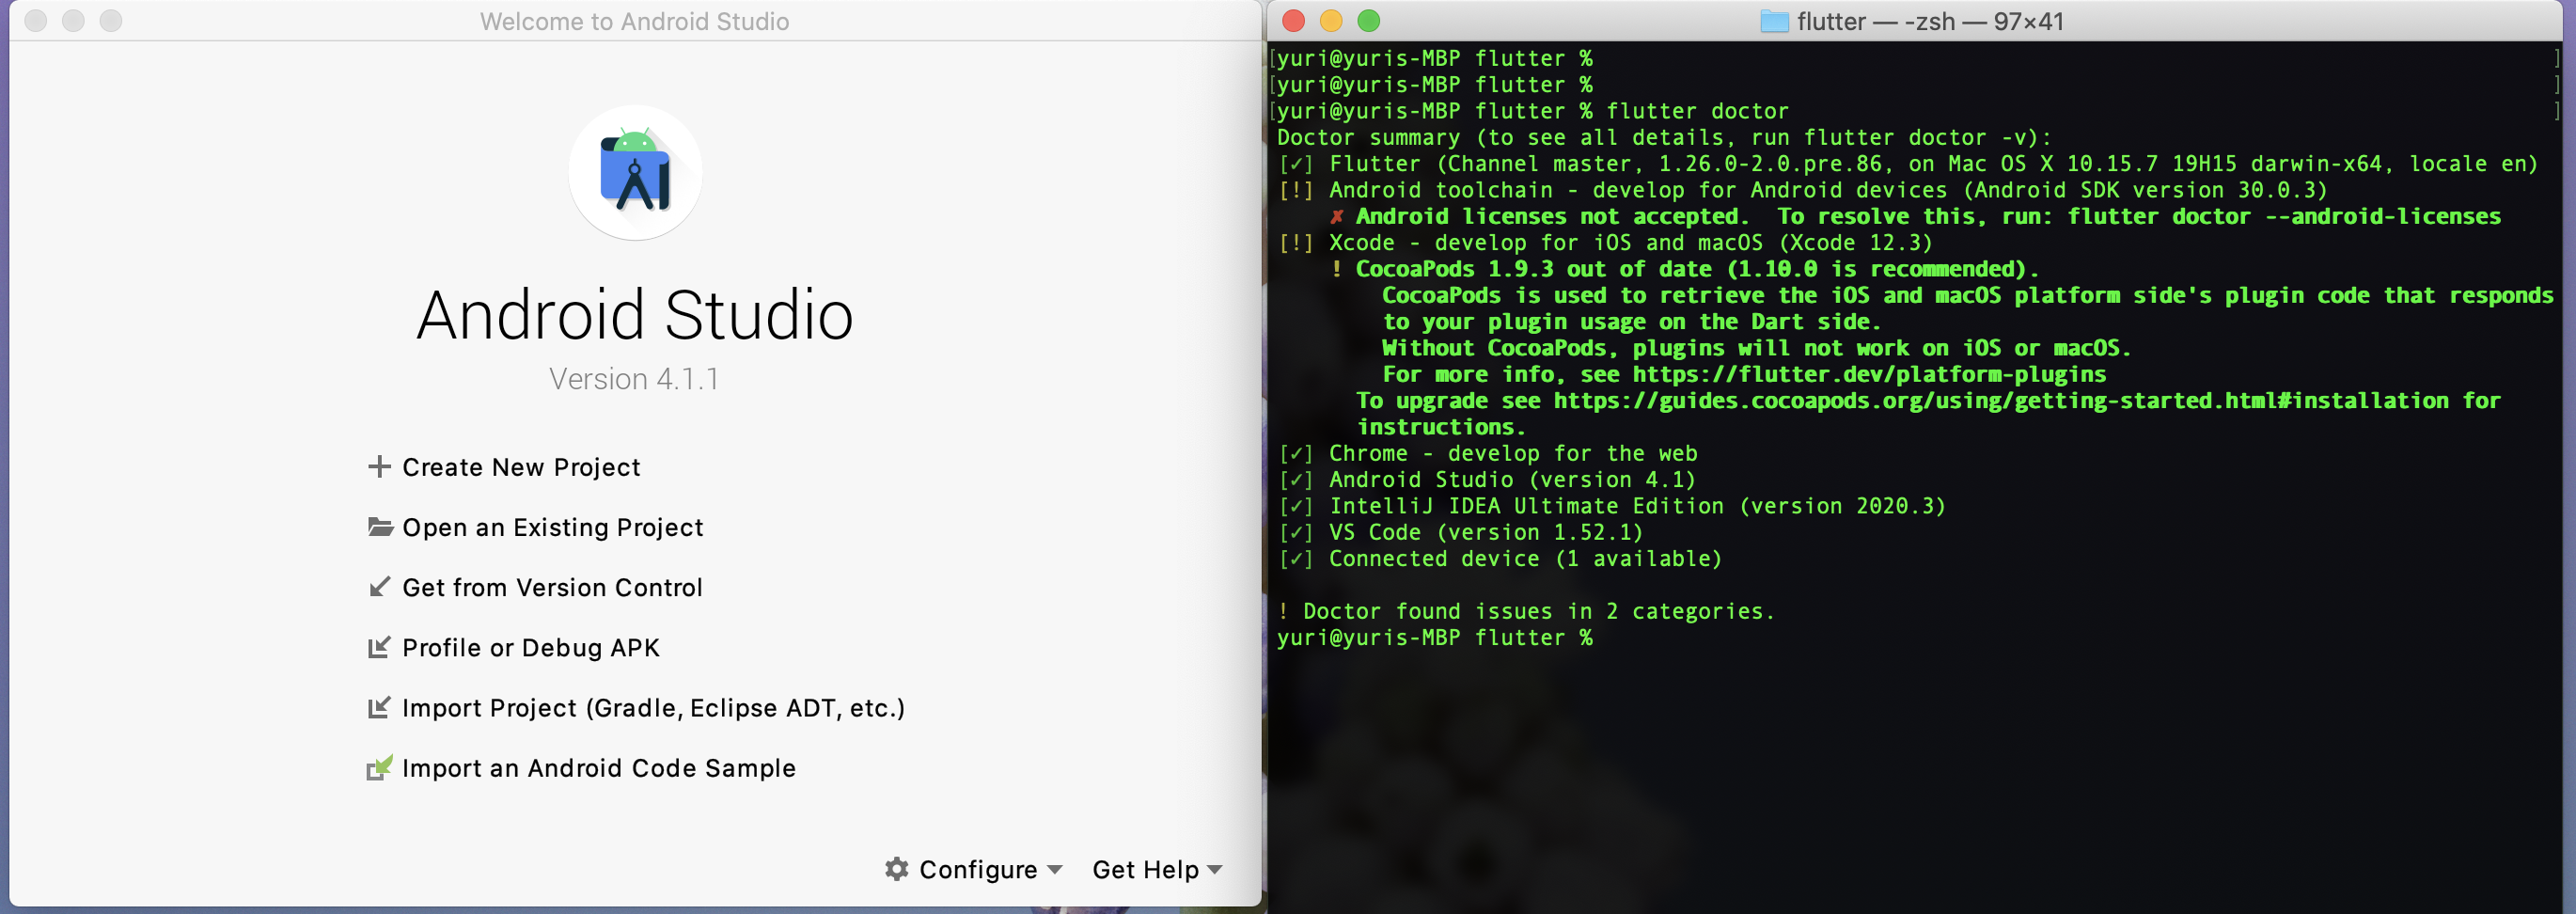 Welcome to Android Studio
Android Studio
Version 4.1.1
Create New Project
Open an Existing Project
Get from Version Control
Profile or Debug APK
Import Project (Gradle, Eclipse ADT, etc.)
Import an Android Code Sample
Configure
Get Help
flutter — -zsh — 97×41
[yuri@yuris-MBP flutter % ]
[yuri@yuris-MBP flutter % ]
[yuri@yuris-MBP flutter % flutter doctor ]
Doctor summary (to see all details, run flutter doctor -v):
[✓] Flutter (Channel master, 1.26.0-2.0.pre.86, on Mac OS X 10.15.7 19H15 darwin-x64, locale en)
[!] Android toolchain - develop for Android devices (Android SDK version 30.0.3)
✗ Android licenses not accepted.  To resolve this, run: flutter doctor --android-licenses
[!] Xcode - develop for iOS and macOS (Xcode 12.3)
! CocoaPods 1.9.3 out of date (1.10.0 is recommended).
CocoaPods is used to retrieve the iOS and macOS platform side's plugin code that responds
to your plugin usage on the Dart side.
Without CocoaPods, plugins will not work on iOS or macOS.
For more info, see https://flutter.dev/platform-plugins
To upgrade see https://guides.cocoapods.org/using/getting-started.html#installation for
instructions.
[✓] Chrome - develop for the web
[✓] Android Studio (version 4.1)
[✓] IntelliJ IDEA Ultimate Edition (version 2020.3)
[✓] VS Code (version 1.52.1)
[✓] Connected device (1 available)
! Doctor found issues in 2 categories.
yuri@yuris-MBP flutter %